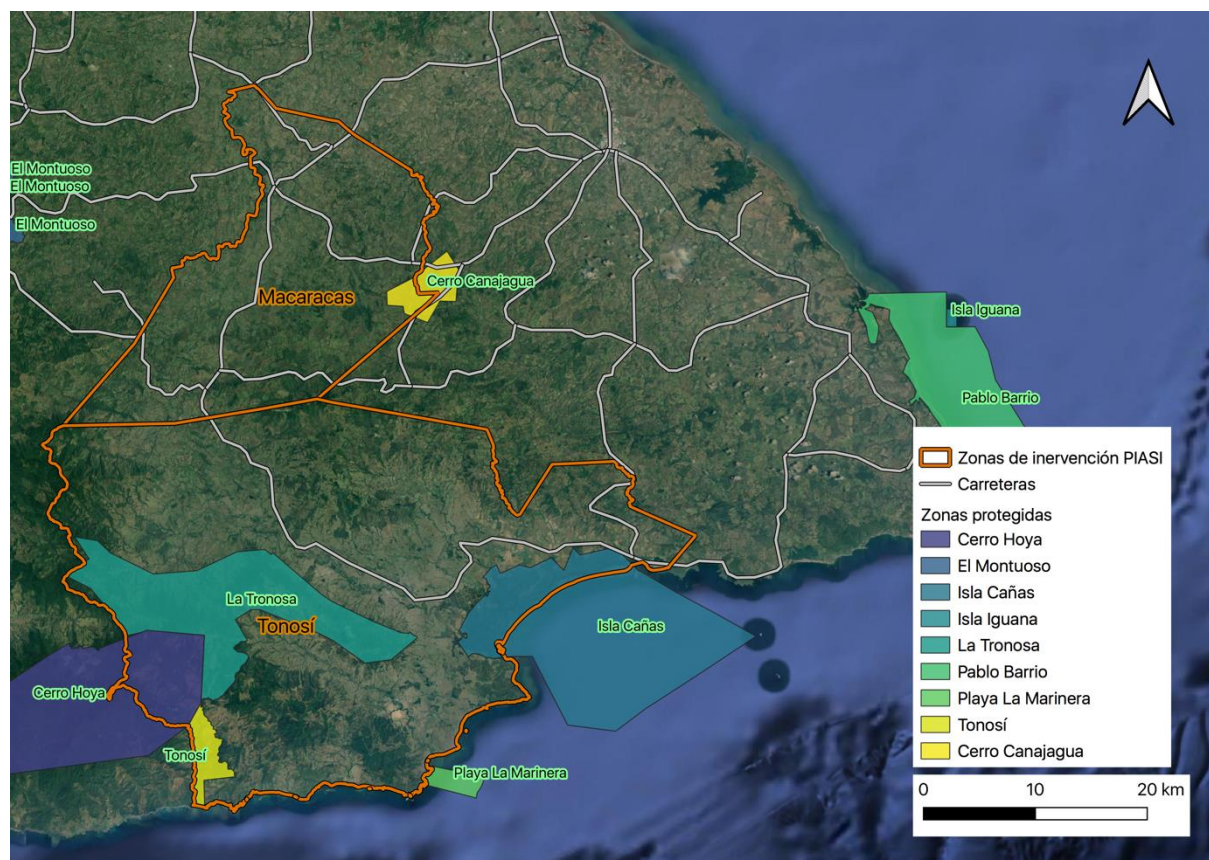 El Montuoso
El Montuoso
El Montuoso
Cerro Canajagua
Macaracas
Isla Iguana
Pablo Barrio
La Tronosa
Tonosí
Isla Cañas
Cerro Hoya
Tonosí
Playa La Marinera
Zonas de inervención PIASI
Carreteras
Zonas protegidas
Cerro Hoya
El Montuoso
Isla Cañas
Isla Iguana
La Tronosa
Pablo Barrio
Playa La Marinera
Tonosí
Cerro Canajagua
0 10 20 km